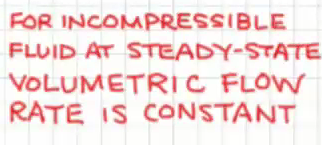 FOR INCOMPRESSIBLE
FLUID AT STEADY-STATE
VOLUMETRIC FLOW
RATE IS CONSTANT